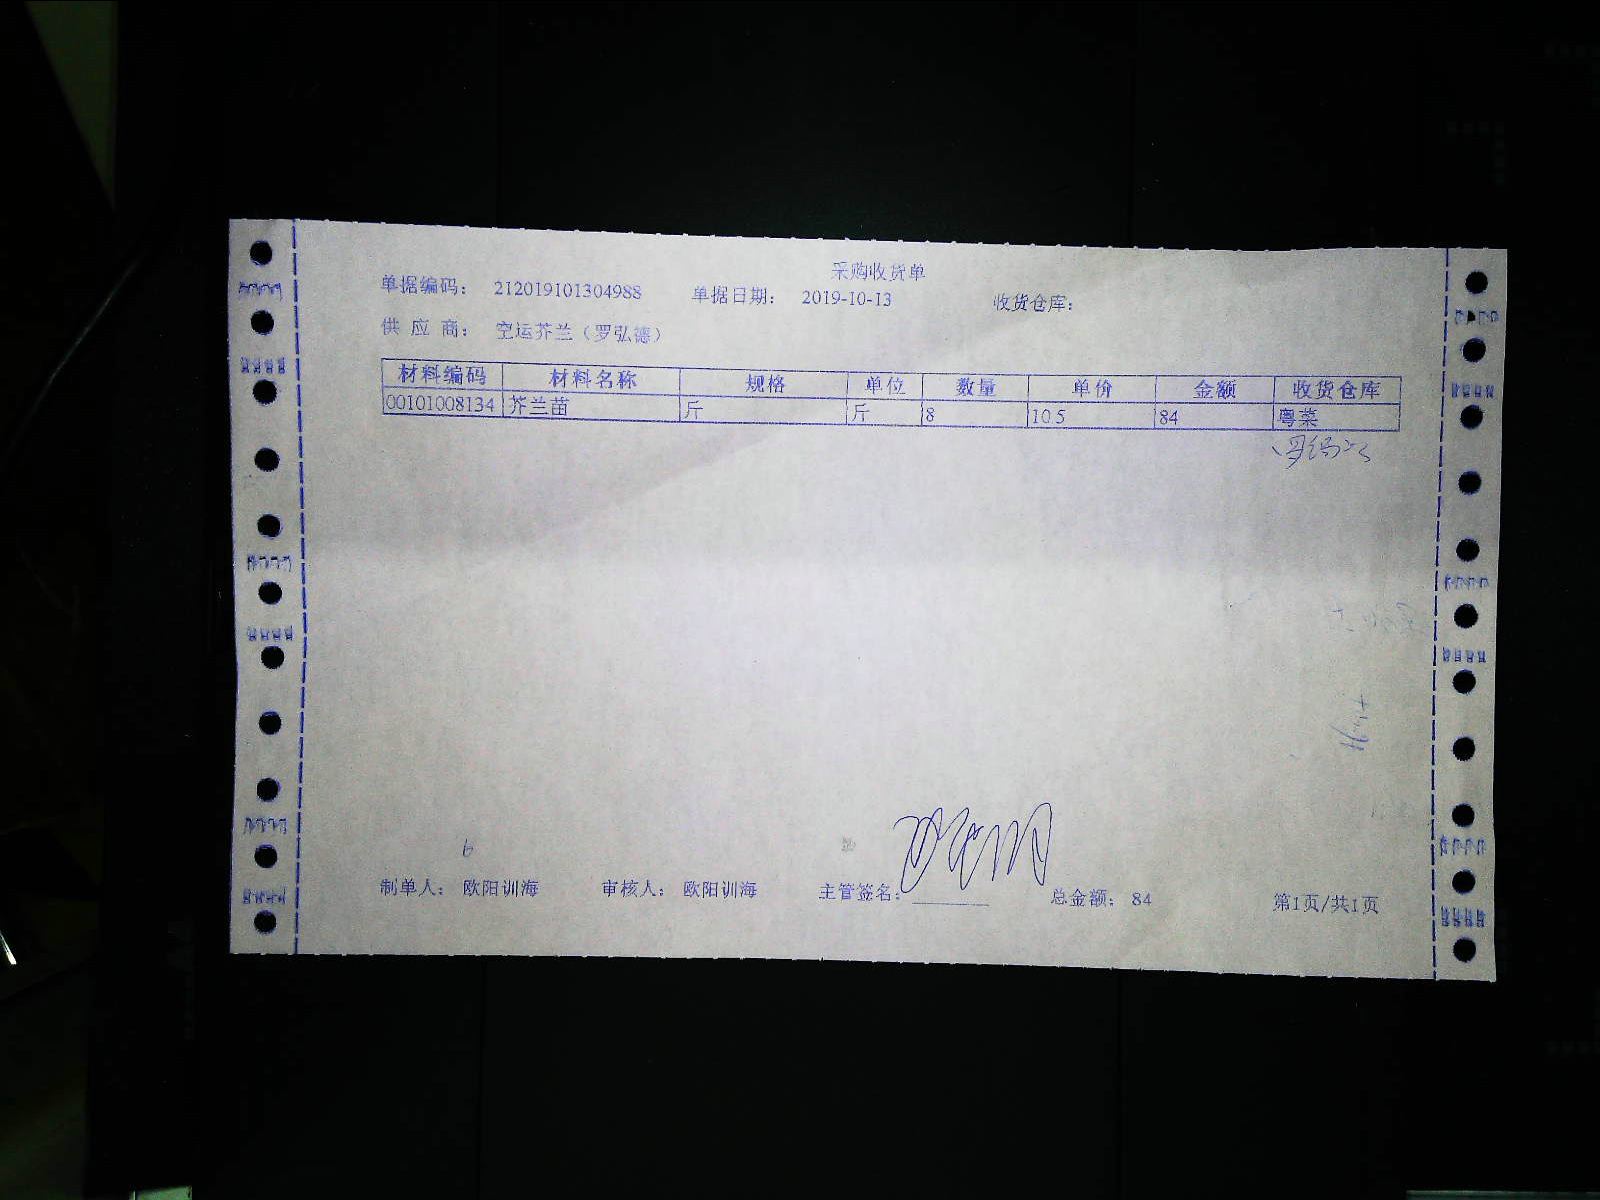 采购收货单
单据编码： 212019101304988 单据日期： 2019-10-13 收货仓库：
供 应 商： 空运芥兰（罗弘德）
材料编码 材料名称 规格 单位 数量 单价 金额 收货仓库
00101008134 芥兰苗 斤 斤 8 10.5 84 粤菜
制单人： 欧阳训海 审核人： 欧阳训海 主管签名： 总金额： 84 第1页/共1页